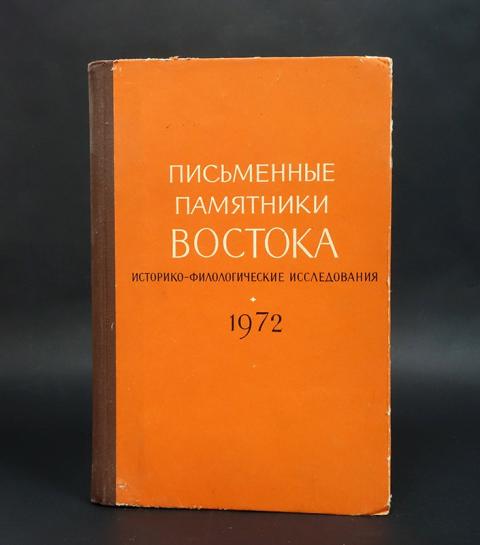 ПИСЬМЕННЫЕ
ПАМЯТНИКИ
ВОСТОКА
ИСТОРИКО-ФИЛОЛОГИЧЕСКИЕ ИССЛЕДОВАНИЯ
1972